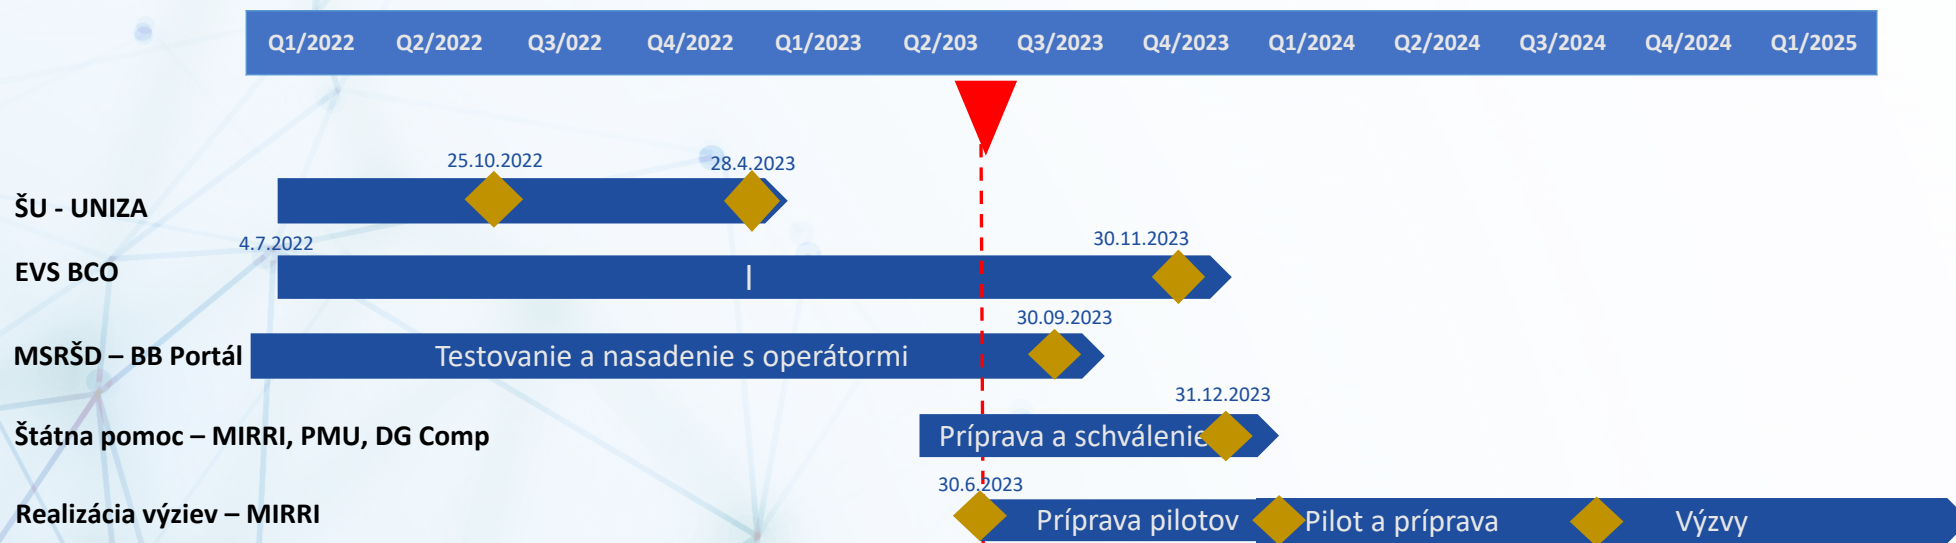 Q1/2022 Q2/2022 Q3/022 Q4/2022 Q1/2023 Q2/203 Q3/2023 Q4/2023 Q1/2024 Q2/2024 Q3/2024 Q4/2024 Q1/2025
25.10.2022 28.4.2023
ŠU - UNIZA
4.7.2022 30.11.2023
EVS BCO
30.09.2023
MSRŠD – BB Portál Testovanie a nasadenie s operátormi
31.12.2023
Štátna pomoc – MIRRI, PMU, DG Comp Príprava a schválenie
30.6.2023
Realizácia výziev – MIRRI Príprava pilotov Pilot a príprava Výzvy